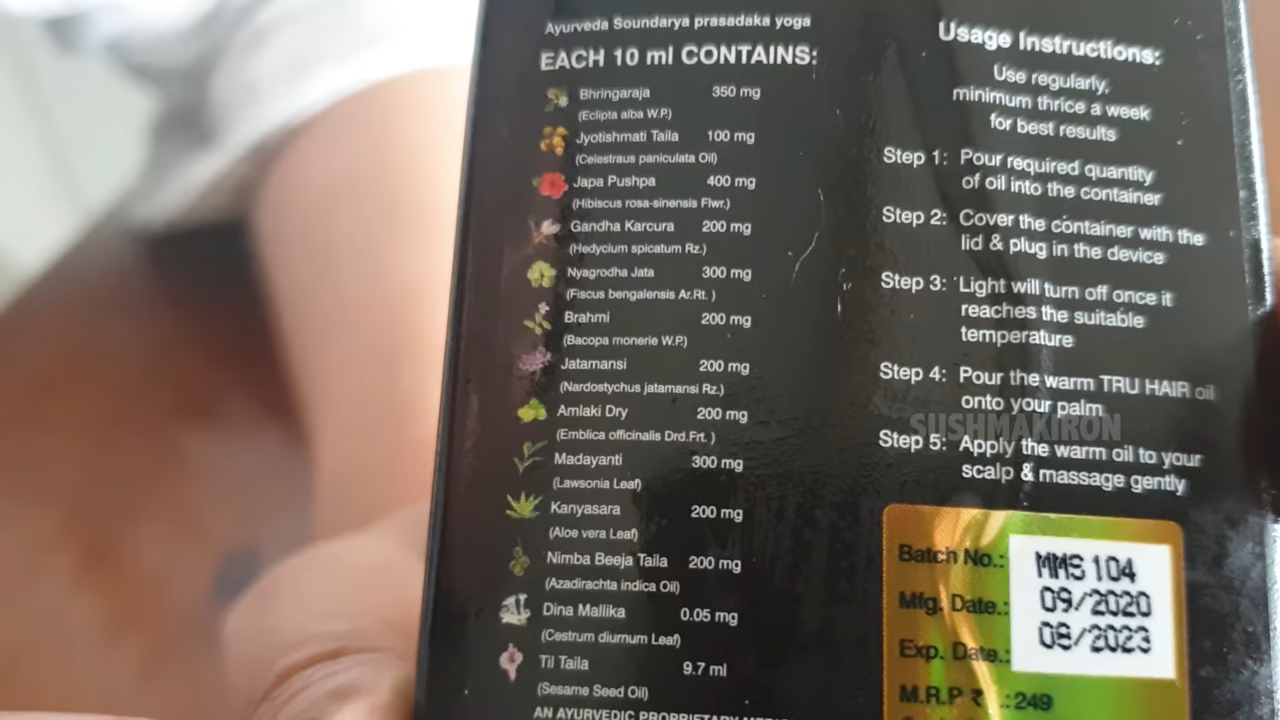 Ayurveda Soundarya prasadaka yoga
EACH 10 ml CONTAINS:
Bhringaraja 350 mg
(Eclipta alba W.P.)
Jyotishmati Taila 100 mg
(Celestraus paniculata Oil)
Japa Pushpa 400 mg
(Hibiscus rosa-sinensis Flwr.)
Gandha Karcura 200 mg
(Hedycium spicatum Rz.)
Nyagrodha Jata 300 mg
(Fiscus bengalensis Ar.Rt. )
Brahmi 200 mg
(Bacopa monerie W.P.)
Jatamansi 200 mg
(Nardostychus jatamansi Rz.)
Amlaki Dry 200 mg
(Emblica officinalis Drd.Frt. )
Madayanti 300 mg
(Lawsonia Leaf)
Kanyasara 200 mg
(Aloe vera Leaf)
Nimba Beeja Taila 200 mg
(Azadirachta indica Oil)
Dina Mallika 0.05 mg
(Cestrum diurnum Leaf)
Til Taila 9.7 ml
(Sesame Seed Oil)
AN AYURVEDIC PROPRIETARY
Usage Instructions:
Use regularly,
minimum thrice a week
for best results
Step 1: Pour required quantity
of oil into the container
Step 2: Cover the container with the
lid & plug in the device
Step 3: Light will turn off once it
reaches the suitable
temperature
Step 4: Pour the warm TRU HAIR oil
onto your palm
SUSHMAKIRON
Step 5: Apply the warm oil to your
scalp & massage gently
Batch No.: MMS 104
Mfg. Date.: 09/2020
Exp. Date.: 08/2023
M.R.P ₹ .:249